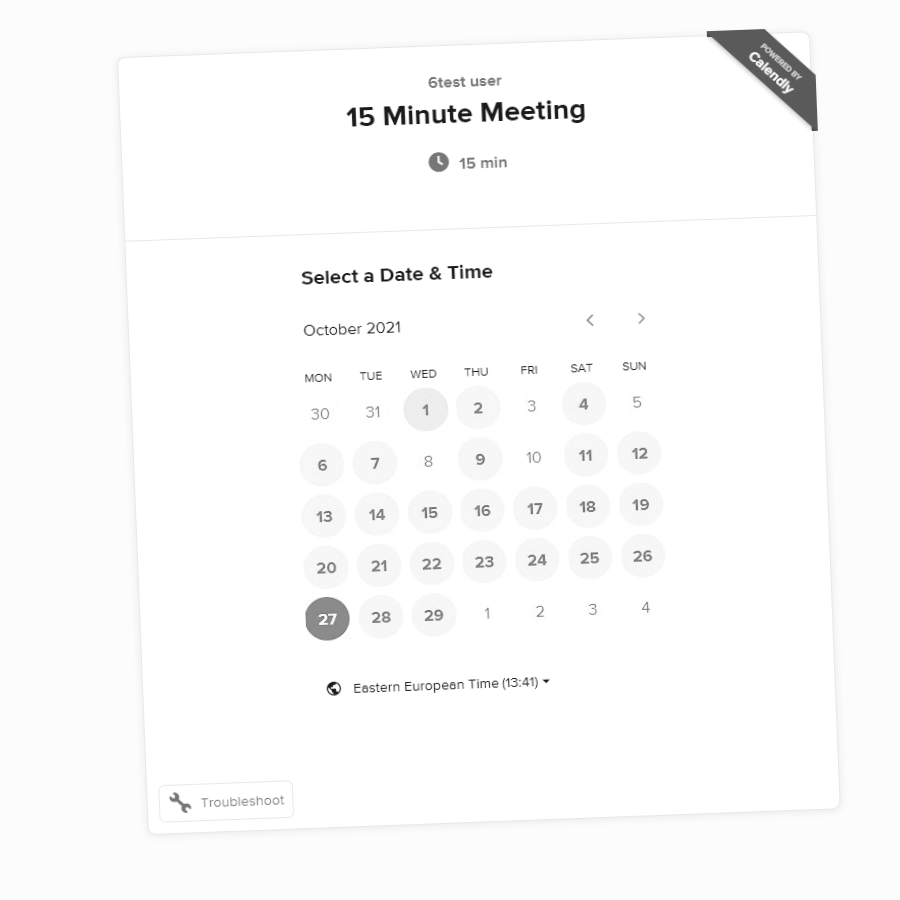 POWERED BY
Calendly
6test user
15 Minute Meeting
15 min
Select a Date & Time
October 2021
MON TUE WED THU FRI SAT SUN
30 31 1 2 3 4 5
6 7 8 9 10 11 12
13 14 15 16 17 18 19
20 21 22 23 24 25 26
27 28 29 1 2 3 4
Eastern European Time (13:41)
Troubleshoot